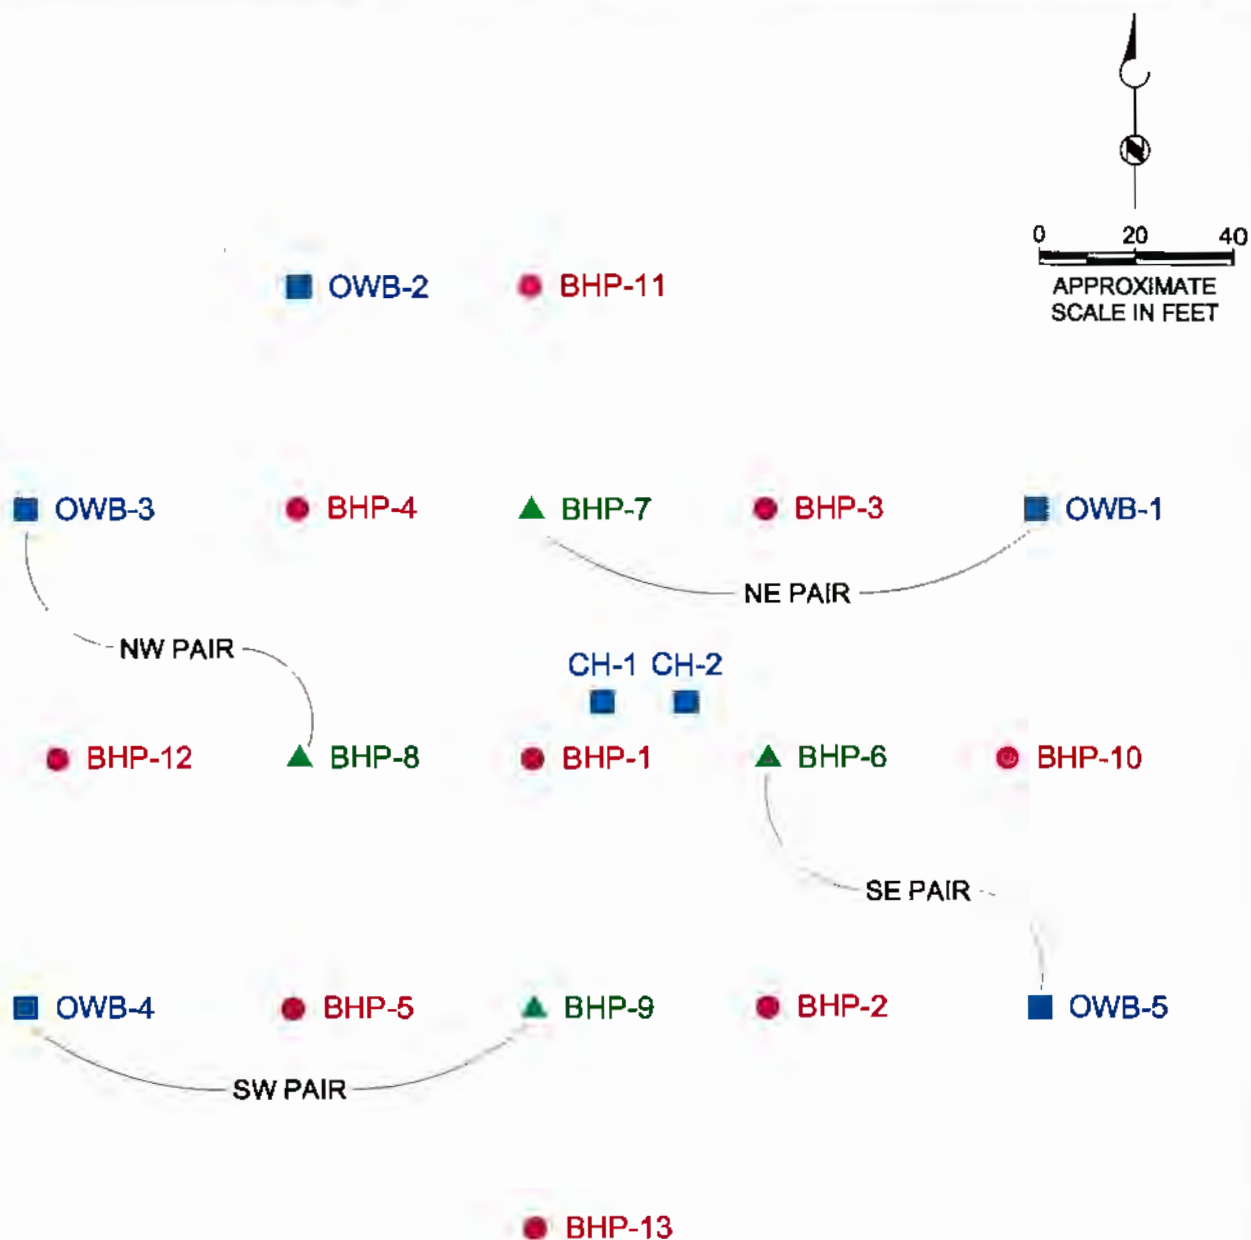 0 20 40
APPROXIMATE
SCALE IN FEET
OWB-2 BHP-11
OWB-3 BHP-4 BHP-7 BHP-3 OWB-1
NE PAIR
NW PAIR
CH-1 CH-2
BHP-12 BHP-8 BHP-1 BHP-6 BHP-10
SE PAIR
OWB-4 BHP-5 BHP-9 BHP-2 OWB-5
SW PAIR
BHP-13